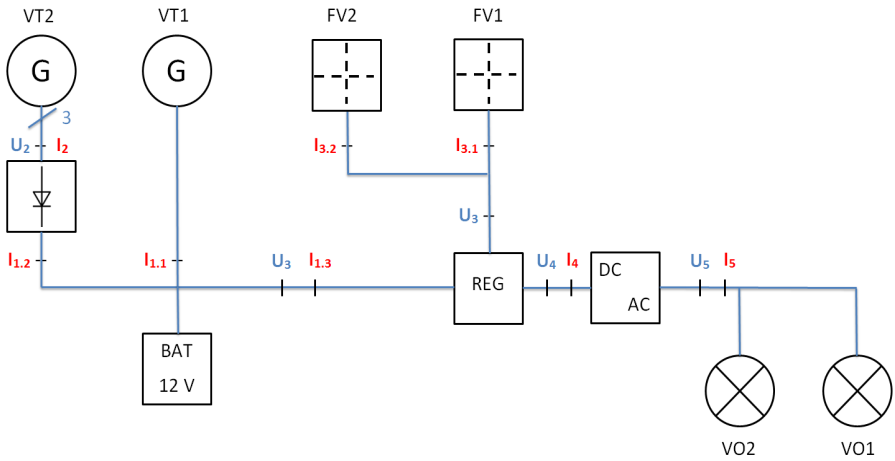 VT2 VT1 FV2 FV1
G G
3
U2 I2 I3.2 I3.1
U3
I1.2 I1.1 U3 I1.3 U4 I4 DC U5 I5
REG
AC
BAT
12 V
VO2 VO1